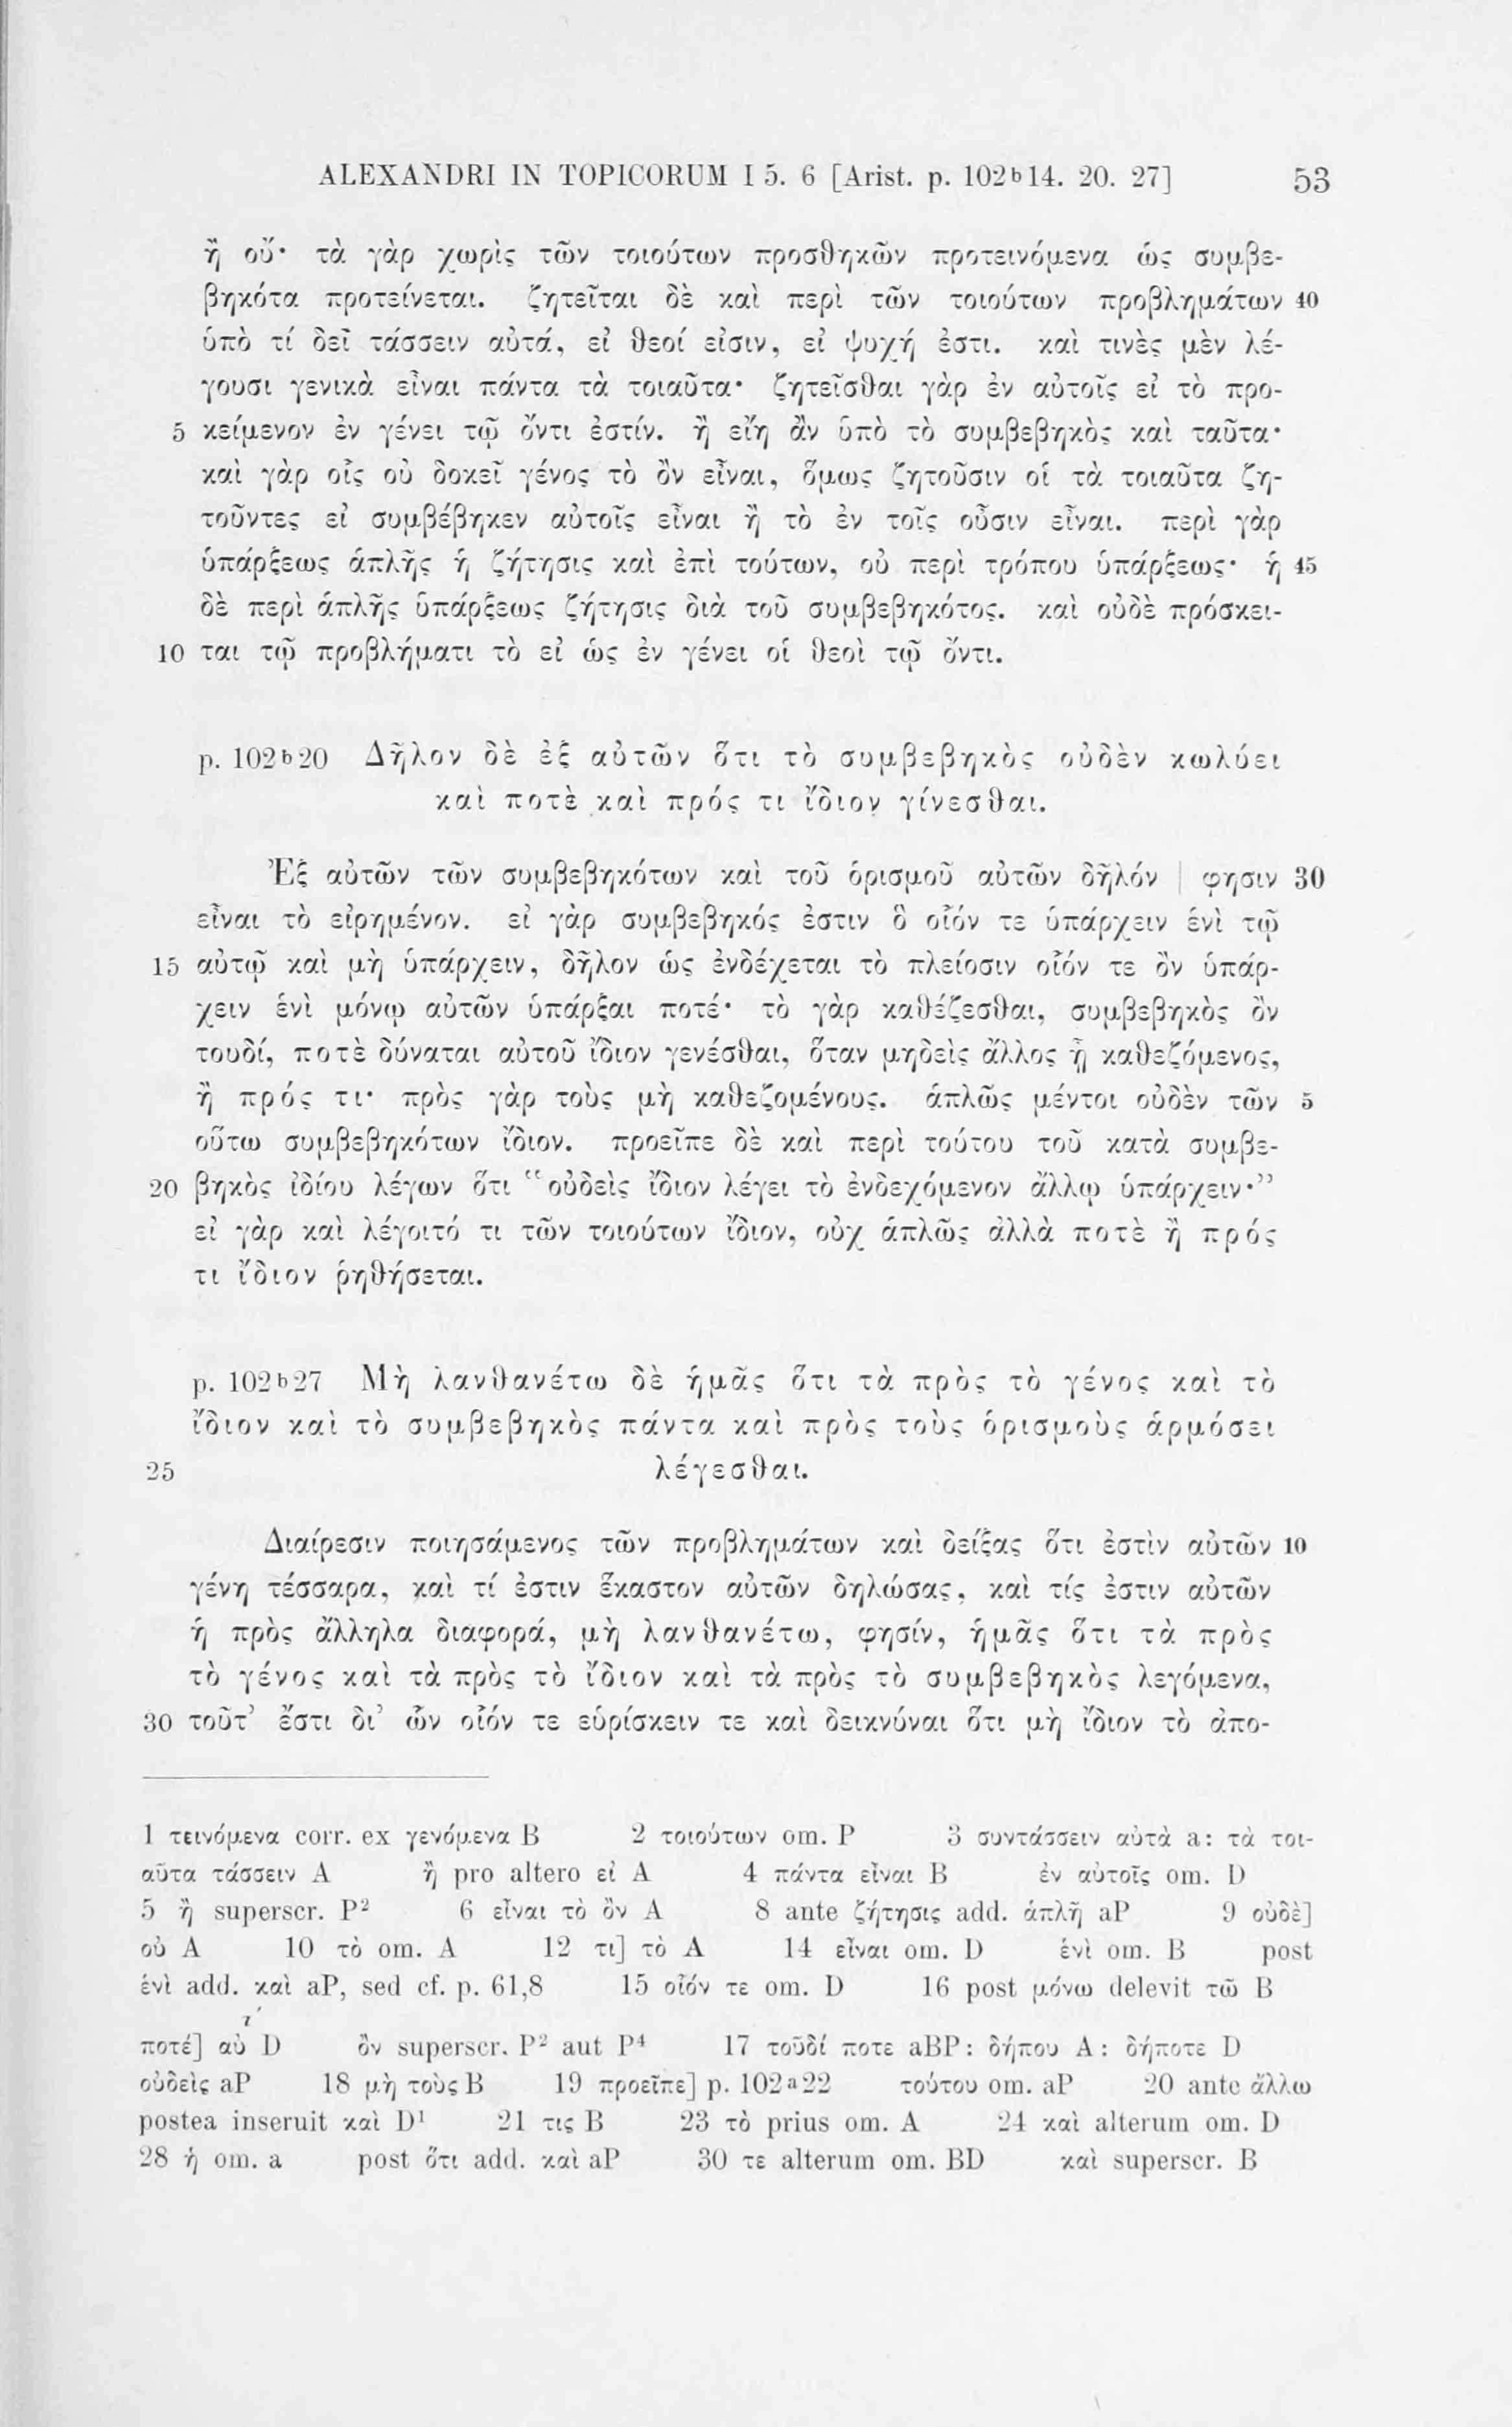 ALEXANDRI IN TOPICORUM I 5. 6 [Arist. p. 102ᵇ14. 20. 27] 53
ἢ οὔ· τὰ γὰρ χωρὶς τῶν τοιούτων προσθηκῶν προτεινόμενα ὡς συμβε-
βηκότα προτείνεται. ζητεῖται δὲ καὶ περὶ τῶν τοιούτων προβλημάτων 40
ὑπὸ τί δεῖ τάσσειν αὐτά, εἰ θεοί εἰσιν, εἰ ψυχή ἐστι. καὶ τινὲς μὲν λέ-
γουσι γενικὰ εἶναι πάντα τὰ τοιαῦτα· ζητεῖσθαι γὰρ ἐν αὐτοῖς εἰ τὸ προ-
5 κείμενον ἐν γένει τῷ ὄντι ἐστίν. ἢ εἴη ἂν ὑπὸ τὸ συμβεβηκὸς καὶ ταῦτα·
καὶ γὰρ οἷς οὐ δοκεῖ γένος τὸ ὂν εἶναι, ὅμως ζητοῦσιν οἱ τὰ τοιαῦτα ζη-
τοῦντες εἰ συμβέβηκεν αὐτοῖς εἶναι ἢ τὸ ἐν τοῖς οὖσιν εἶναι. περὶ γὰρ
ὑπάρξεως ἁπλῆς ἡ ζήτησις καὶ ἐπὶ τούτων, οὐ περὶ τρόπου ὑπάρξεως· ἡ 45
δὲ περὶ ἁπλῆς ὑπάρξεως ζήτησις διὰ τοῦ συμβεβηκότος. καὶ οὐδὲ πρόσκει-
10 ται τῷ προβλήματι τὸ εἰ ὡς ἐν γένει οἱ θεοὶ τῷ ὄντι.
p. 102ᵇ20 Δῆλον δὲ ἐξ αὐτῶν ὅτι τὸ συμβεβηκὸς οὐδὲν κωλύει
καὶ ποτὲ καὶ πρός τι ἴδιον γίνεσθαι.
Ἐξ αὐτῶν τῶν συμβεβηκότων καὶ τοῦ ὁρισμοῦ αὐτῶν δῆλόν | φησιν 30
εἶναι τὸ εἰρημένον. εἰ γὰρ συμβεβηκός ἐστιν ὃ οἷόν τε ὑπάρχειν ἑνὶ τῷ
15 αὐτῷ καὶ μὴ ὑπάρχειν, δῆλον ὡς ἐνδέχεται τὸ πλείοσιν οἷόν τε ὂν ὑπάρ-
χειν ἑνὶ μόνῳ αὐτῶν ὑπάρξαι ποτέ· τὸ γὰρ καθέζεσθαι, συμβεβηκὸς ὂν
τουδί, ποτὲ δύναται αὐτοῦ ἴδιον γενέσθαι, ὅταν μηδεὶς ἄλλος ᾖ καθεζόμενος,
ἢ πρός τι· πρὸς γὰρ τοὺς μὴ καθεζομένους. ἁπλῶς μέντοι οὐδὲν τῶν 5
οὕτω συμβεβηκότων ἴδιον. προεῖπε δὲ καὶ περὶ τούτου τοῦ κατὰ συμβε-
20 βηκὸς ἰδίου λέγων ὅτι “οὐδεὶς ἴδιον λέγει τὸ ἐνδεχόμενον ἄλλῳ ὑπάρχειν·”
εἰ γὰρ καὶ λέγοιτό τι τῶν τοιούτων ἴδιον, οὐχ ἁπλῶς ἀλλὰ ποτὲ ἢ πρός
τι ἴδιον ῥηθήσεται.
p. 102ᵇ27 Μὴ λανθανέτω δὲ ἡμᾶς ὅτι τὰ πρὸς τὸ γένος καὶ τὸ
ἴδιον καὶ τὸ συμβεβηκὸς πάντα καὶ πρὸς τοὺς ὁρισμοὺς ἁρμόσει
25 λέγεσθαι.
Διαίρεσιν ποιησάμενος τῶν προβλημάτων καὶ δείξας ὅτι ἐστὶν αὐτῶν 10
γένη τέσσαρα, καὶ τί ἐστιν ἕκαστον αὐτῶν δηλώσας, καὶ τίς ἐστιν αὐτῶν
ἡ πρὸς ἄλληλα διαφορά, μὴ λανθανέτω, φησίν, ἡμᾶς ὅτι τὰ πρὸς
τὸ γένος καὶ τὰ πρὸς τὸ ἴδιον καὶ τὰ πρὸς τὸ συμβεβηκὸς λεγόμενα,
30 τοῦτ’ ἔστι δι’ ὧν οἷόν τε εὑρίσκειν τε καὶ δεικνύναι ὅτι μὴ ἴδιον τὸ ἀπο-
1 τεινόμενα corr. ex γενόμενα B 2 τοιούτων om. P 3 συντάσσειν αὐτὰ a: τὰ τοι-
αῦτα τάσσειν A ἢ pro altero εἰ A 4 πάντα εἶναι B ἐν αὐτοῖς om. D
5 ἢ superscr. P² 6 εἶναι τὸ ὂν A 8 ante ζήτησις add. ἁπλῆ aP 9 οὐδὲ]
οὐ A 10 τὸ om. A 12 τι] τὸ A 14 εἶναι om. D ἑνὶ om. B post
ἑνὶ add. καὶ aP, sed cf. p. 61,8 15 οἷόν τε om. D 16 post μόνω delevit τῶ B
ποτέ] αὐ D ὂν superscr. P² aut P⁴ 17 τοῦδί ποτε aBP: δήπου A: δήποτε D
οὐδεὶς aP 18 μὴ τοὺς B 19 προεῖπε] p. 102ᵃ22 τούτου om. aP 20 ante ἄλλω
postea inseruit καὶ D¹ 21 τις B 23 τὸ prius om. A 24 καὶ alterum om. D
28 ἡ om. a post ὅτι add. καὶ aP 30 τε alterum om. BD καὶ superscr. B